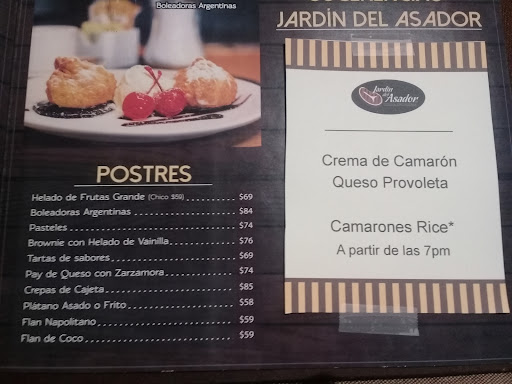 Boleadoras Argentinas
POSTRES
Helado de Frutas Grande (Chico $59) $69
Boleadoras Argentinas $84
Pasteles $74
Brownie con Helado de Vainilla $76
Tartas de sabores $69
Pay de Queso con Zarzamora $74
Crepas de Cajeta $85
Plátano Asado o Frito $58
Flan Napolitano $59
Flan de Coco $59
JARDÍN DEL ASADOR
Jardín del Asador
Crema de Camarón
Queso Provoleta
Camarones Rice*
A partir de las 7pm